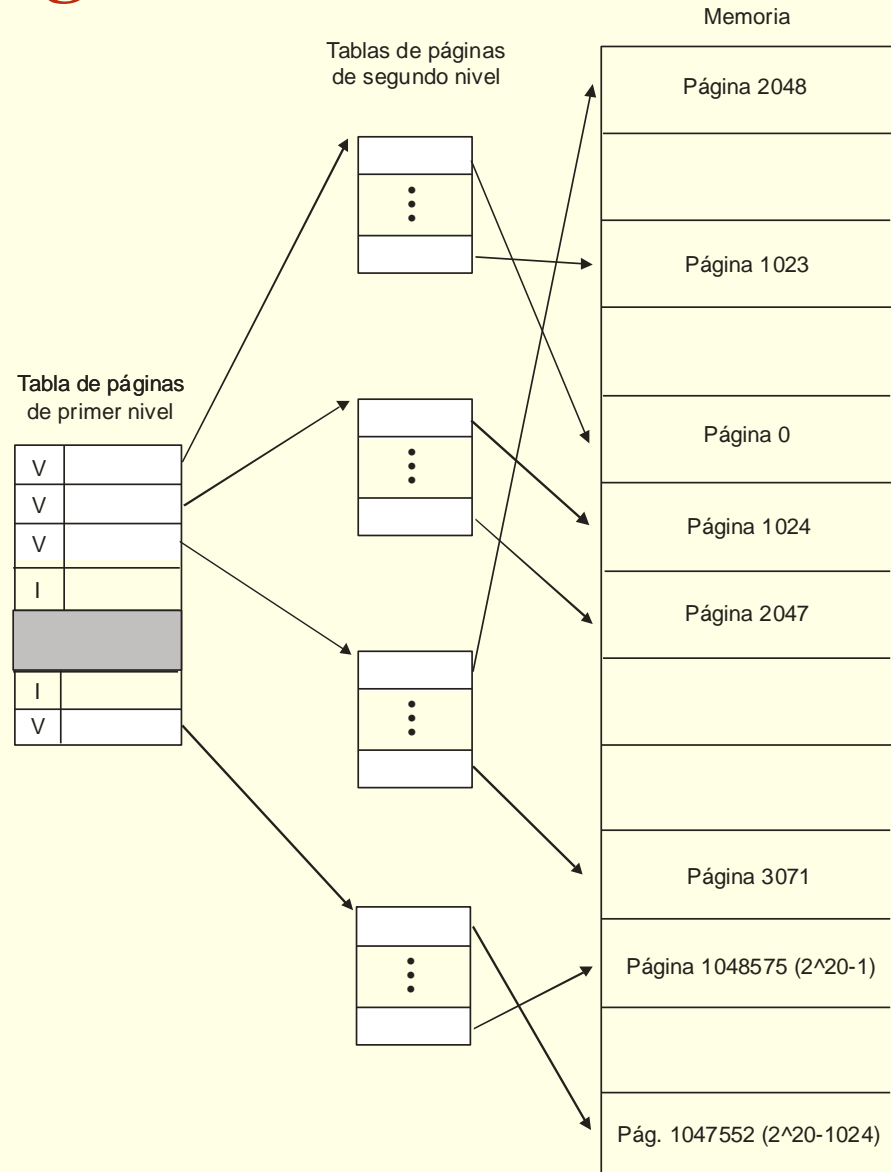 Memoria
Tablas de páginas
de segundo nivel
Página 2048
Página 1023
Tabla de páginas
de primer nivel
Página 0
V
V
Página 1024
V
I
Página 2047
I
V
Página 3071
Página 1048575 (2^20-1)
Pág. 1047552 (2^20-1024)